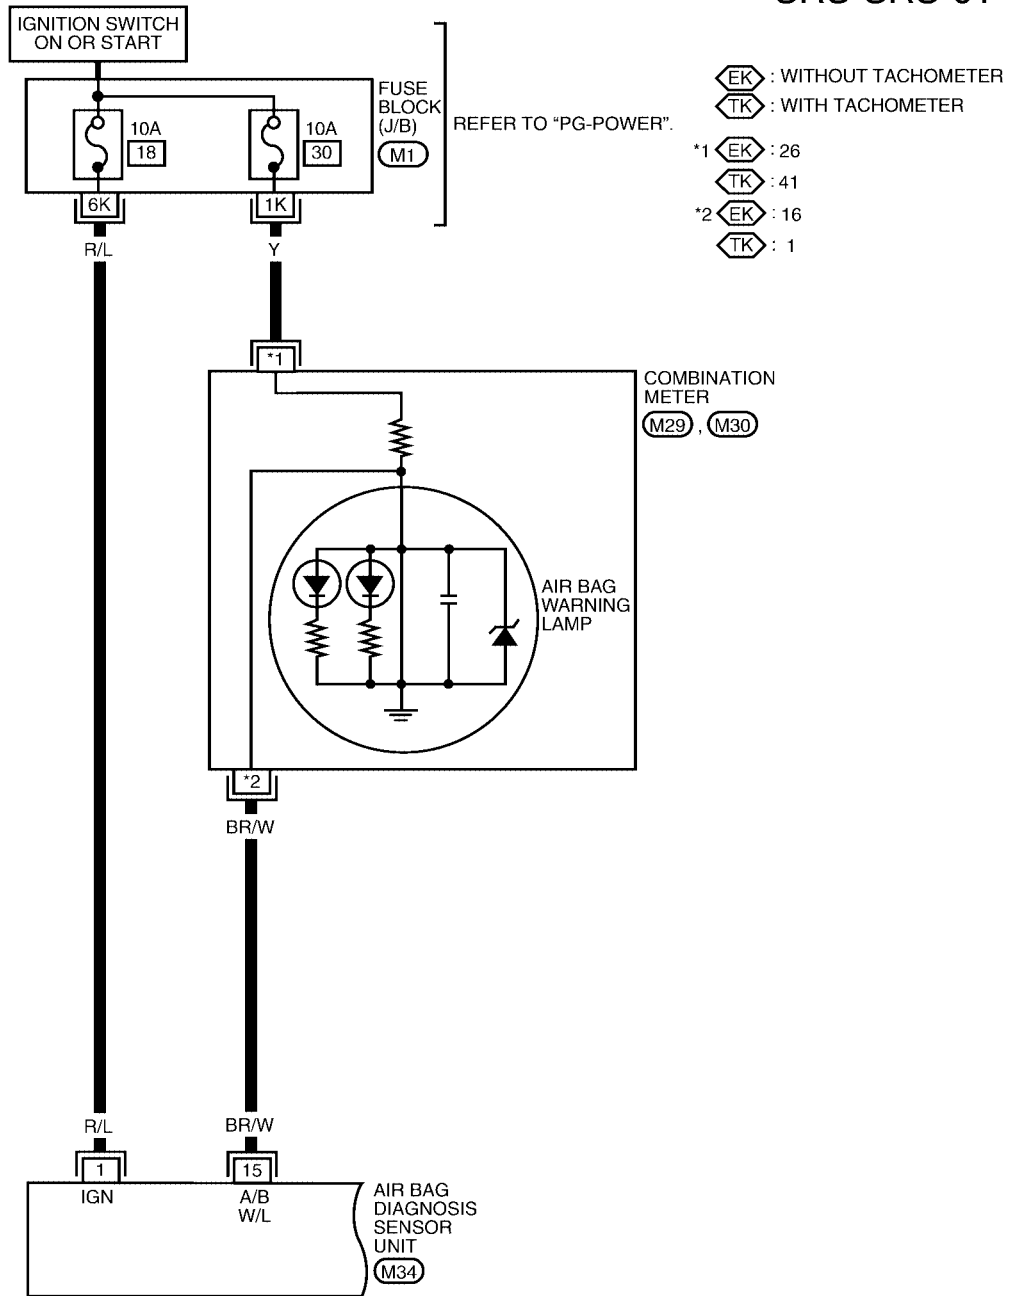 IGNITION SWITCH
ON OR START
FUSE
BLOCK
(J/B)
M1
REFER TO “PG-POWER”.
10A
18
10A
30
6K
1K
R/L
Y
EK : WITHOUT TACHOMETER
TK : WITH TACHOMETER
*1 EK : 26
TK : 41
*2 EK : 16
TK : 1
*1
COMBINATION
METER
M29 , M30
AIR BAG
WARNING
LAMP
*2
BR/W
R/L
BR/W
1
15
IGN
A/B
W/L
AIR BAG
DIAGNOSIS
SENSOR
UNIT
M34